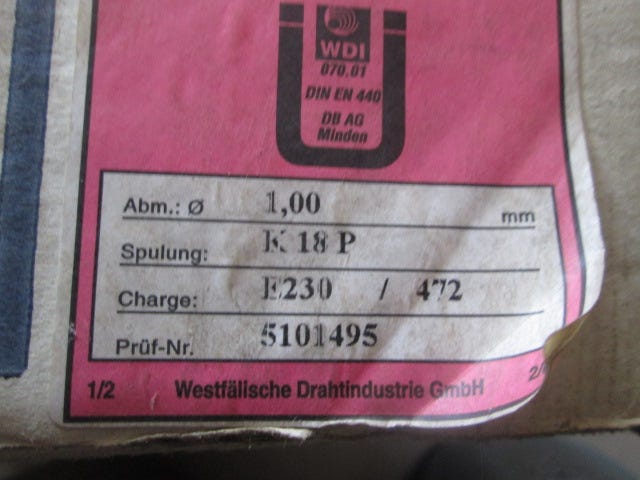 WDI
070.01
DIN EN 440
DB AG
Minden
Abm.: Ø 1,00 mm
Spulung: K 18 P
Charge: E230 / 472
Prüf-Nr. 5101495
1/2 Westfälische Drahtindustrie GmbH